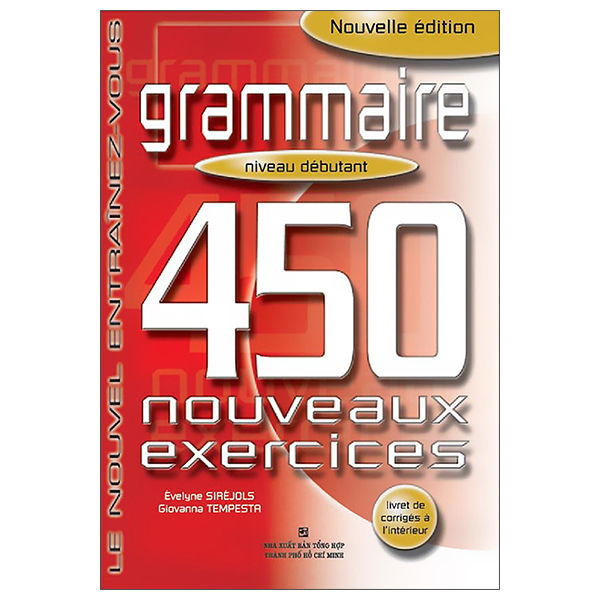 Nouvelle édition
LE NOUVEL ENTRAÎNEZ-VOUS
grammaire
niveau débutant
450
nouveaux
exercices
Évelyne SIRÉJOLS
Giovanna TEMPESTA
livret de
corrigés à
l'intérieur
NHÀ XUẤT BẢN TỔNG HỢP
THÀNH PHỐ HỒ CHÍ MINH